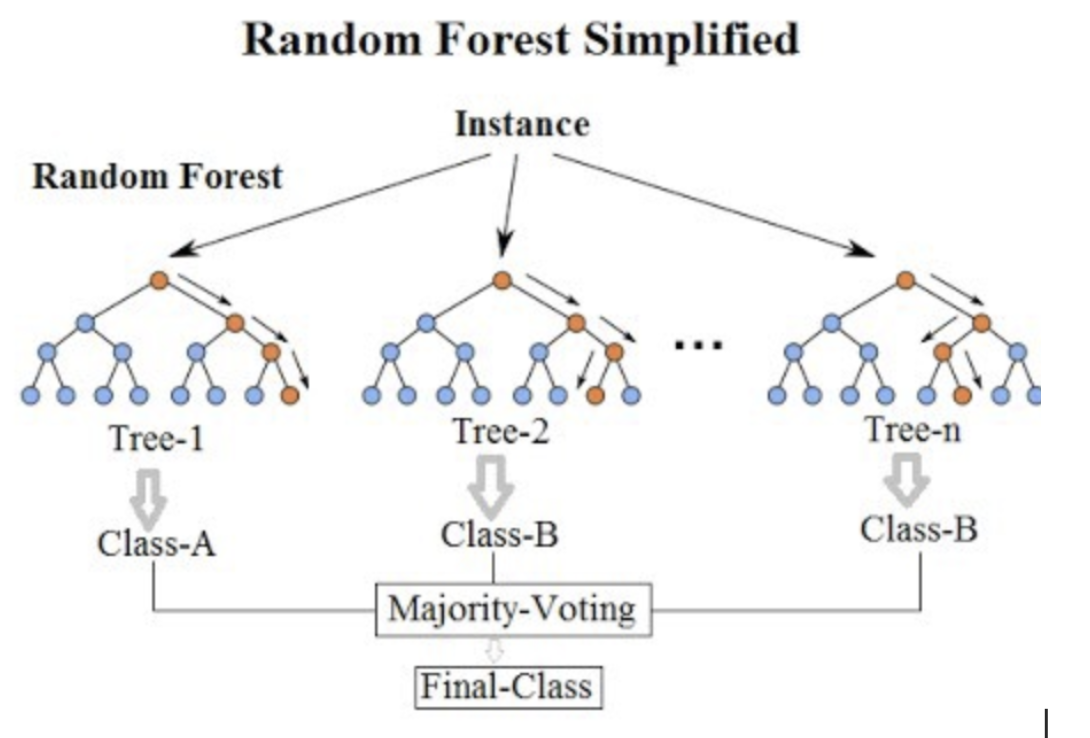 Random Forest Simplified
Instance
Random Forest
...
Tree-1
Tree-2
Tree-n
Class-A
Class-B
Class-B
Majority-Voting
Final-Class